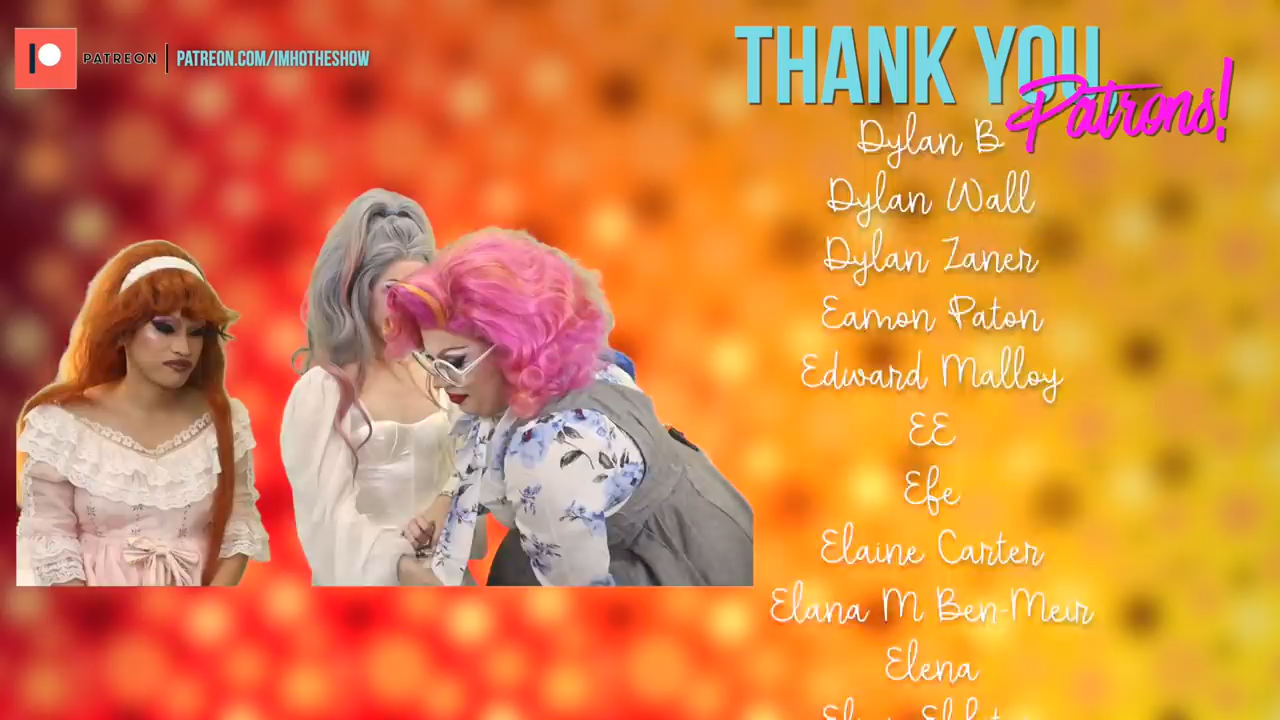 PATREON | PATREON.COM/IMHOTHESHOW
THANK YOU,
Patrons!
Dylan B
Dylan Wall
Dylan Zaner
Eamon Paton
Edward Malloy
EE
Efe
Elaine Carter
Elana M Ben-Meir
Elena